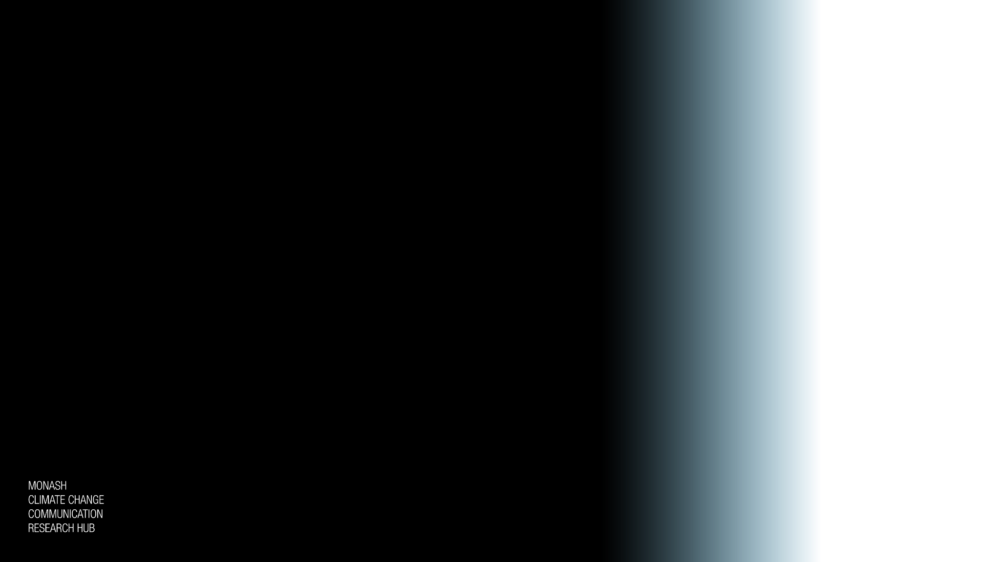 MONASH
CLIMATE CHANGE
COMMUNICATION
RESEARCH HUB